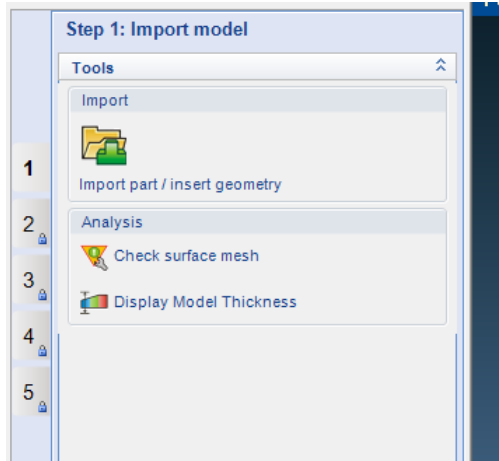 Step 1: Import model
Tools
Import
Import part / insert geometry
Analysis
Check surface mesh
Display Model Thickness
1
2
3
4
5